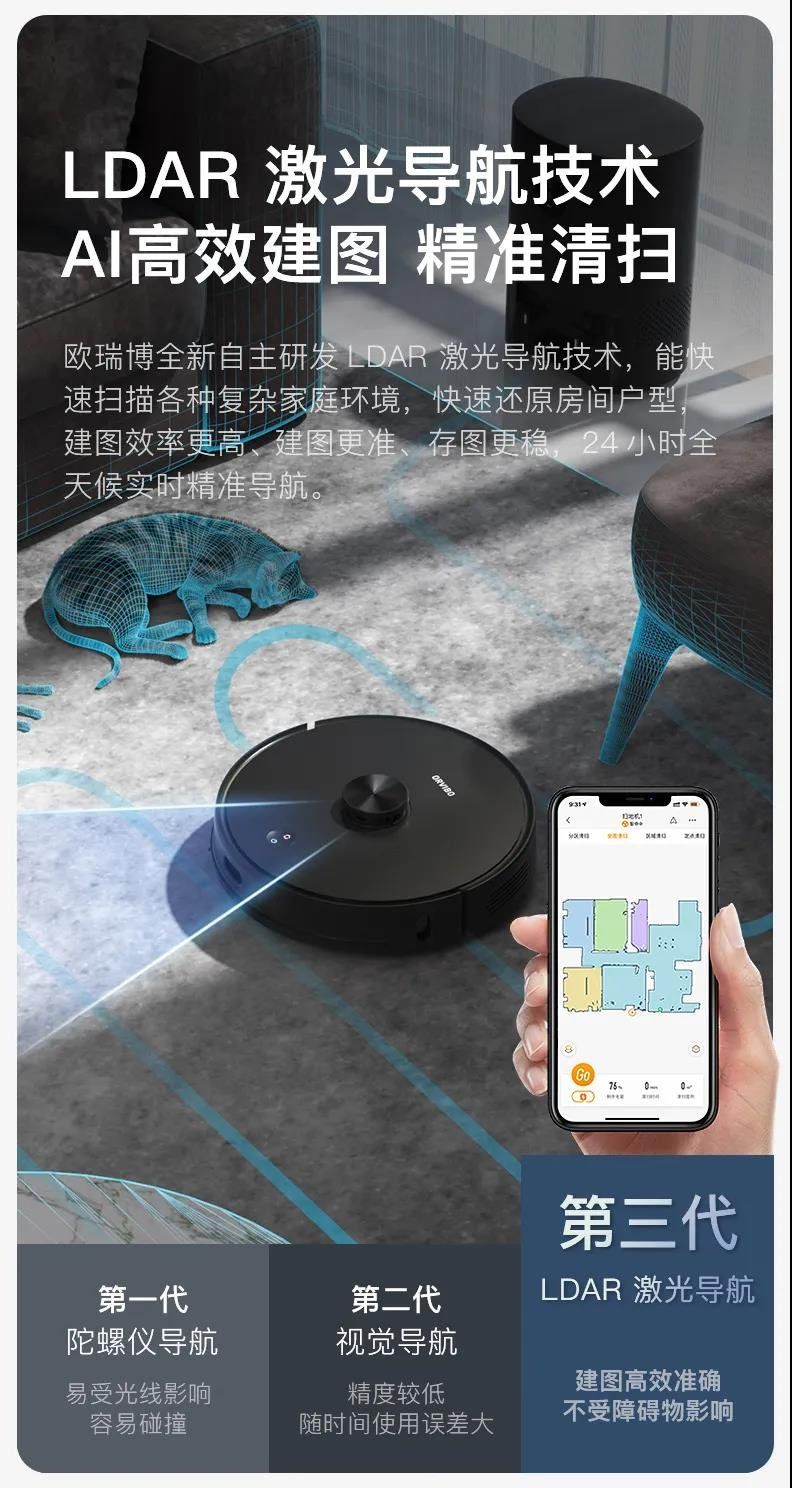 LDAR 激光导航技术
AI高效建图 精准清扫
欧瑞博全新自主研发 LDAR 激光导航技术，能快
速扫描各种复杂家庭环境，快速还原房间户型，
建图效率更高、建图更准、存图更稳，24 小时全
天候实时精准导航。
ORVIBO
9:31
扫地机1
分区清扫 全局清扫 区域清扫 定点清扫
Go
76% 0min 0m²
第三代
LDAR 激光导航
建图高效准确
不受障碍物影响
第一代
陀螺仪导航
易受光线影响
容易碰撞
第二代
视觉导航
精度较低
随时间使用误差大